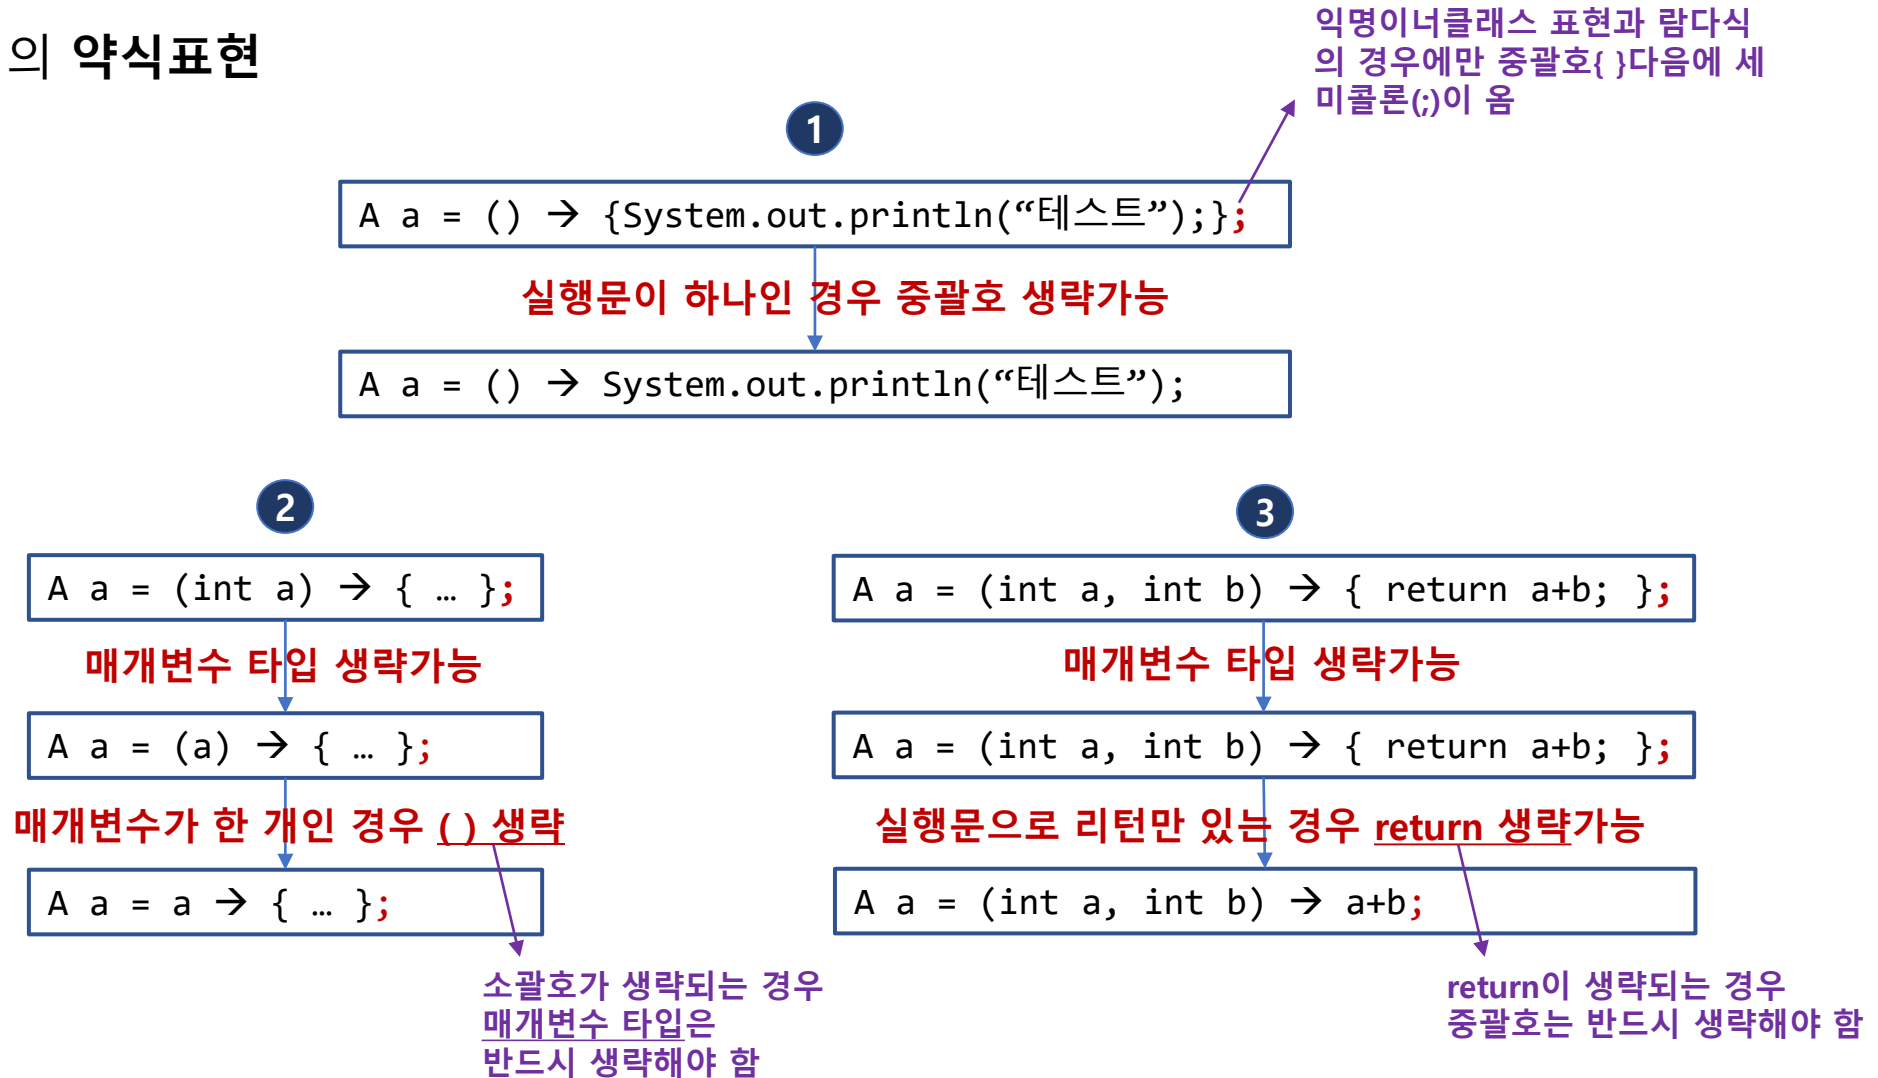 의 약식표현
익명이너클래스 표현과 람다식
의 경우에만 중괄호{ }다음에 세
미콜론(;)이 옴
1
A a = () → {System.out.println(“테스트”);};
실행문이 하나인 경우 중괄호 생략가능
A a = () → System.out.println(“테스트”);
2
A a = (int a) → { … };
매개변수 타입 생략가능
A a = (a) → { … };
매개변수가 한 개인 경우 ( ) 생략
A a = a → { … };
소괄호가 생략되는 경우
매개변수 타입은
반드시 생략해야 함
3
A a = (int a, int b) → { return a+b; };
매개변수 타입 생략가능
A a = (int a, int b) → { return a+b; };
실행문으로 리턴만 있는 경우 return 생략가능
A a = (int a, int b) → a+b;
return이 생략되는 경우
중괄호는 반드시 생략해야 함